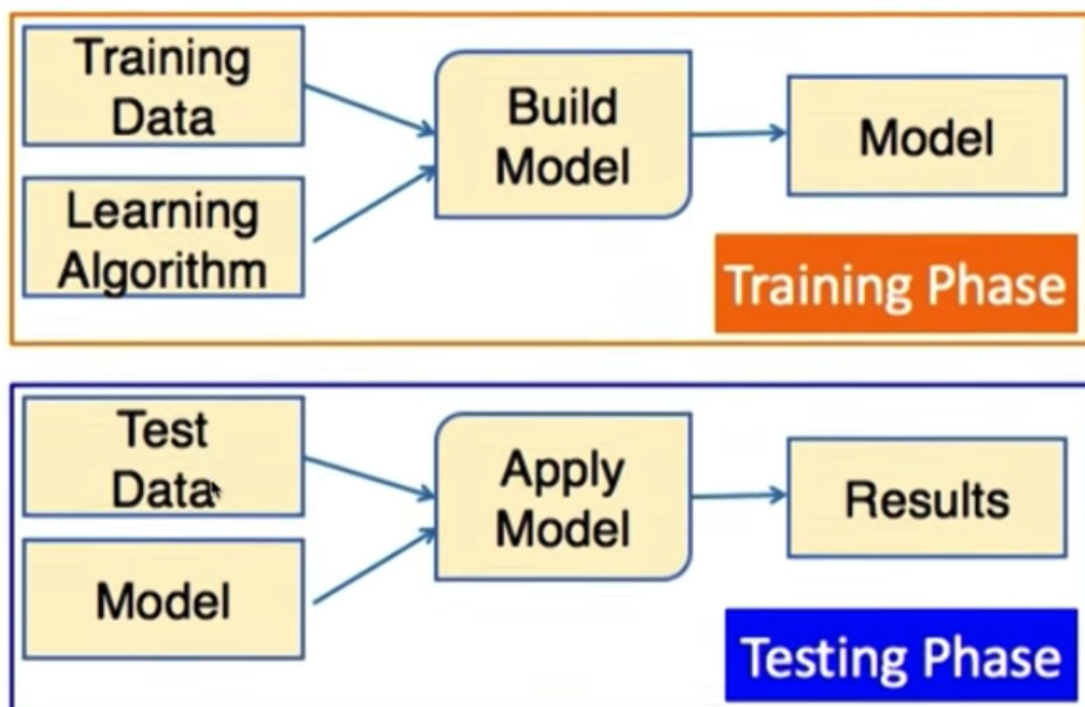 Training
Data
Learning
Algorithm
Build
Model
Model
Training Phase
Test
Data
Model
Apply
Model
Results
Testing Phase